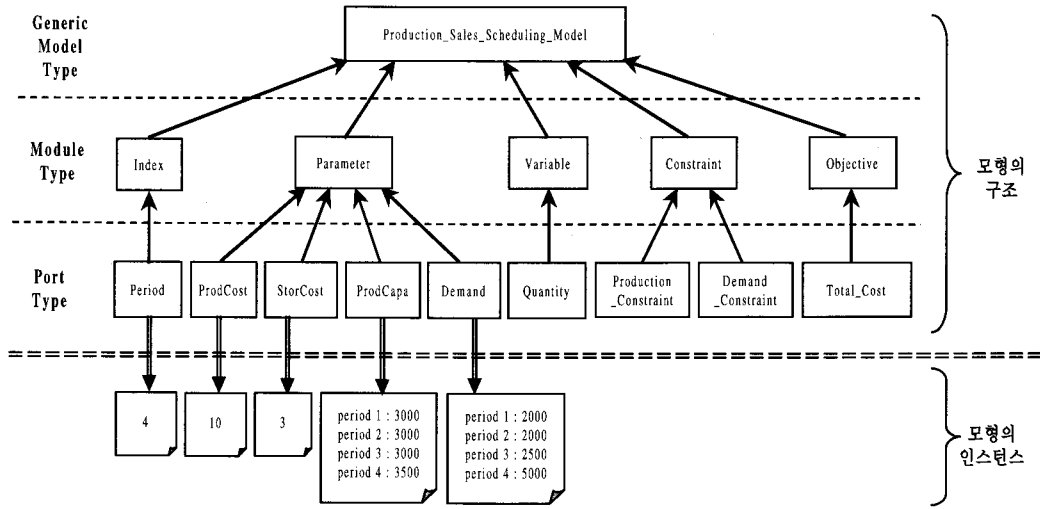 Generic
Model
Type
Production_Sales_Scheduling_Model
Module
Type
Index
Parameter
Variable
Constraint
Objective
모형의
구조
Port
Type
Period
ProdCost
StorCost
ProdCapa
Demand
Quantity
Production
_Constraint
Demand
_Constraint
Total_Cost
4
10
3
period 1 : 3000
period 2 : 3000
period 3 : 3000
period 4 : 3500
period 1 : 2000
period 2 : 2000
period 3 : 2500
period 4 : 5000
모형의
인스턴스